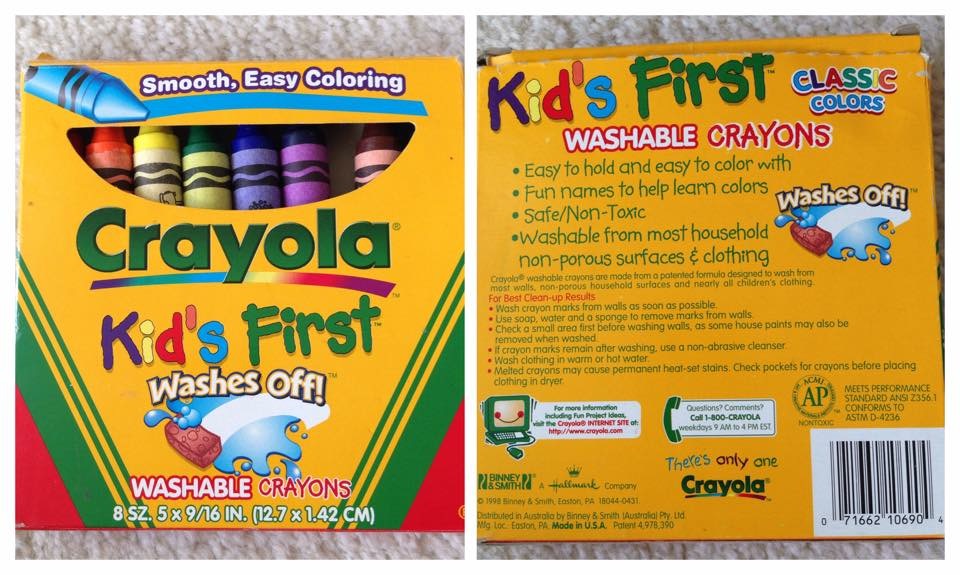 Smooth, Easy Coloring
Crayola®
™
Kid's First™
Washes Off!™
WASHABLE CRAYONS
8 SZ. 5 x 9/16 IN. (12.7 x 1.42 CM)
Kid's First™
CLASSIC
COLORS
WASHABLE CRAYONS
• Easy to hold and easy to color with
• Fun names to help learn colors
• Safe/Non-Toxic
• Washable from most household
non-porous surfaces & clothing
Washes Off!™
Crayola® washable crayons are made from a patented formula designed to wash from
most walls, non-porous household surfaces and nearly all children's clothing.
For Best Clean-up Results
• Wash crayon marks from walls as soon as possible.
• Use soap, water and a sponge to remove marks from walls.
• Check a small area first before washing walls, as some house paints may also be
removed when washed.
• If crayon marks remain after washing, use a non-abrasive cleanser.
• Wash clothing in warm or hot water.
• Melted crayons may cause permanent heat-set stains. Check pockets for crayons before placing
clothing in dryer.
For more information
including Fun Project Ideas,
visit the Crayola® INTERNET SITE at:
http://www.crayola.com
Questions? Comments?
Call 1-800-CRAYOLA
weekdays 9 AM to 4 PM EST
ACMI
AP
NONTOXIC
MEETS PERFORMANCE
STANDARD ANSI Z356.1
CONFORMS TO
ASTM D-4236
There's only one
Crayola®
BINNEY
& SMITH
A Hallmark Company
© 1998 Binney & Smith, Easton, PA 18044-0431.
Distributed in Australia by Binney & Smith (Australia) Pty. Ltd.
Mfg. Loc. Easton, PA. Made in U.S.A. Patent 4,978,390
0 71662 10690 4